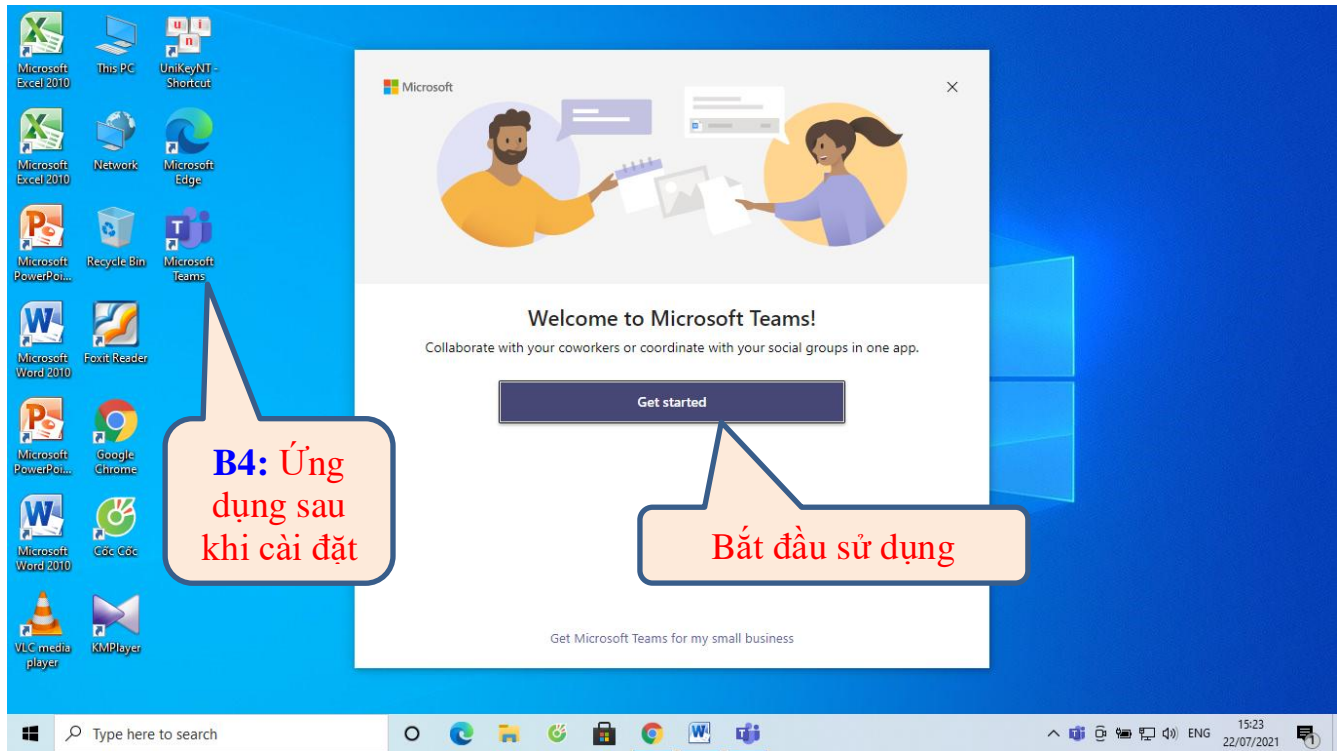 Microsoft
Excel 2010
This PC
UniKeyNT -
Shortcut
Microsoft
Excel 2010
Network
Microsoft
Edge
Microsoft
PowerPoi...
Recycle Bin
Microsoft
Teams
Microsoft
Word 2010
Foxit Reader
Microsoft
PowerPoi...
Google
Chrome
Microsoft
Word 2010
Cốc Cốc
VLC media
player
KMPlayer
B4: Ứng
dụng sau
khi cài đặt
Microsoft
Welcome to Microsoft Teams!
Collaborate with your coworkers or coordinate with your social groups in one app.
Get started
Bắt đầu sử dụng
Get Microsoft Teams for my small business
Type here to search
ENG
15:23
22/07/2021
1